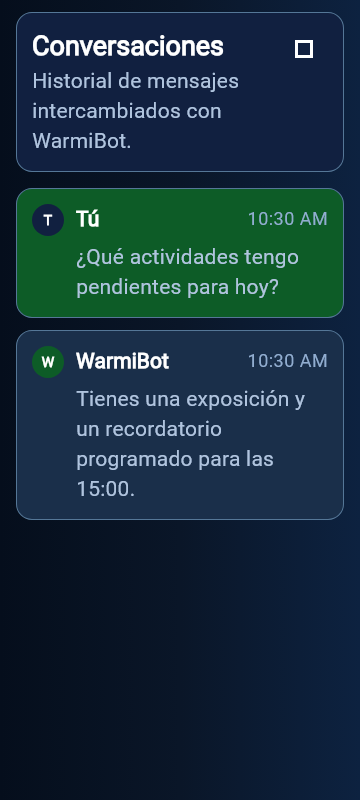 Conversaciones
Historial de mensajes
intercambiados con
WarmiBot.
T
Tú
10:30 AM
¿Qué actividades tengo
pendientes para hoy?
W
WarmiBot
10:30 AM
Tienes una exposición y
un recordatorio
programado para las
15:00.